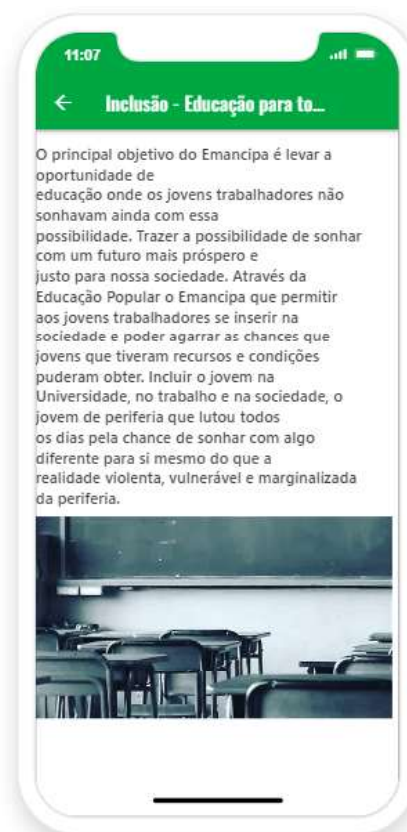 11:07
Inclusão - Educação para to...
O principal objetivo do Emancipa é levar a
oportunidade de
educação onde os jovens trabalhadores não
sonhavam ainda com essa
possibilidade. Trazer a possibilidade de sonhar
com um futuro mais próspero e
justo para nossa sociedade. Através da
Educação Popular o Emancipa que permitir
aos jovens trabalhadores se inserir na
sociedade e poder agarrar as chances que
jovens que tiveram recursos e condições
puderam obter. Incluir o jovem na
Universidade, no trabalho e na sociedade, o
jovem de periferia que lutou todos
os dias pela chance de sonhar com algo
diferente para si mesmo do que a
realidade violenta, vulnerável e marginalizada
da periferia.